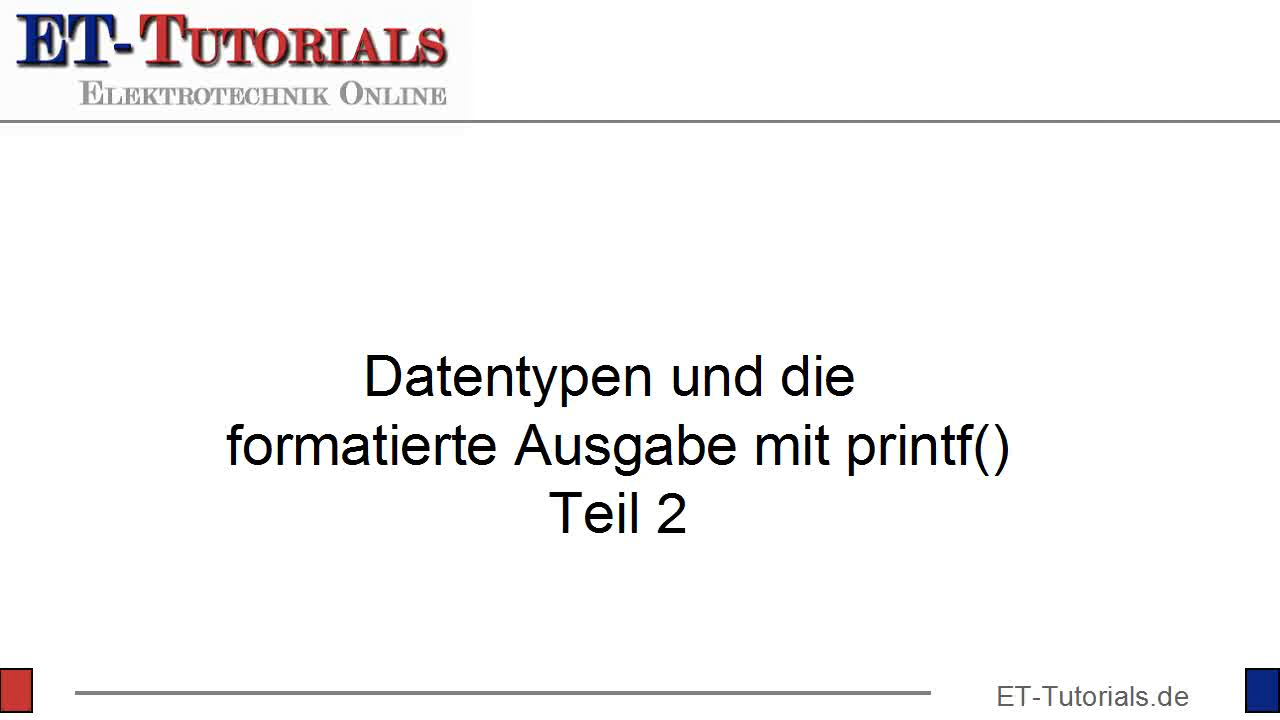 ET-TUTORIALS
ELEKTROTECHNIK ONLINE
Datentypen und die
formatierte Ausgabe mit printf()
Teil 2
ET-Tutorials.de